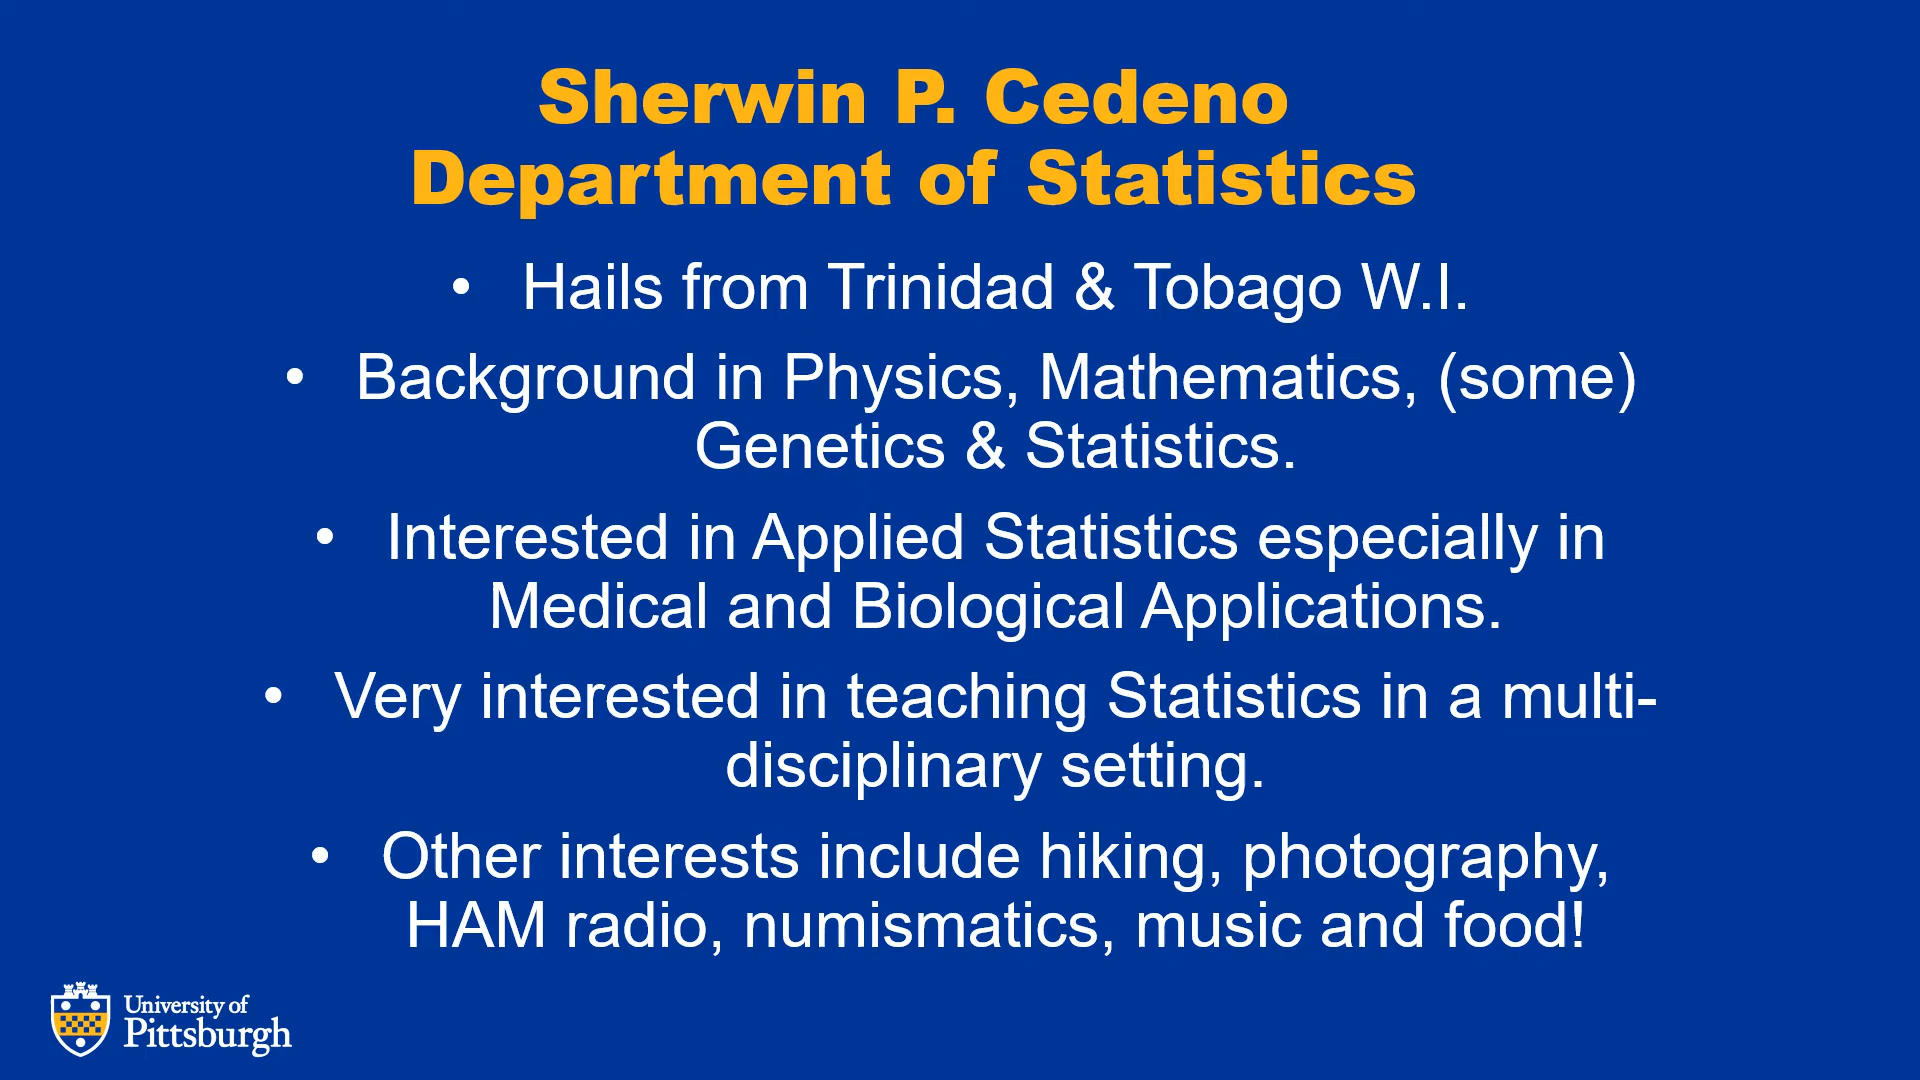 Sherwin P. Cedeno
Department of Statistics
• Hails from Trinidad & Tobago W.I.
• Background in Physics, Mathematics, (some)
Genetics & Statistics.
• Interested in Applied Statistics especially in
Medical and Biological Applications.
• Very interested in teaching Statistics in a multi-
disciplinary setting.
• Other interests include hiking, photography,
HAM radio, numismatics, music and food!
University of
Pittsburgh